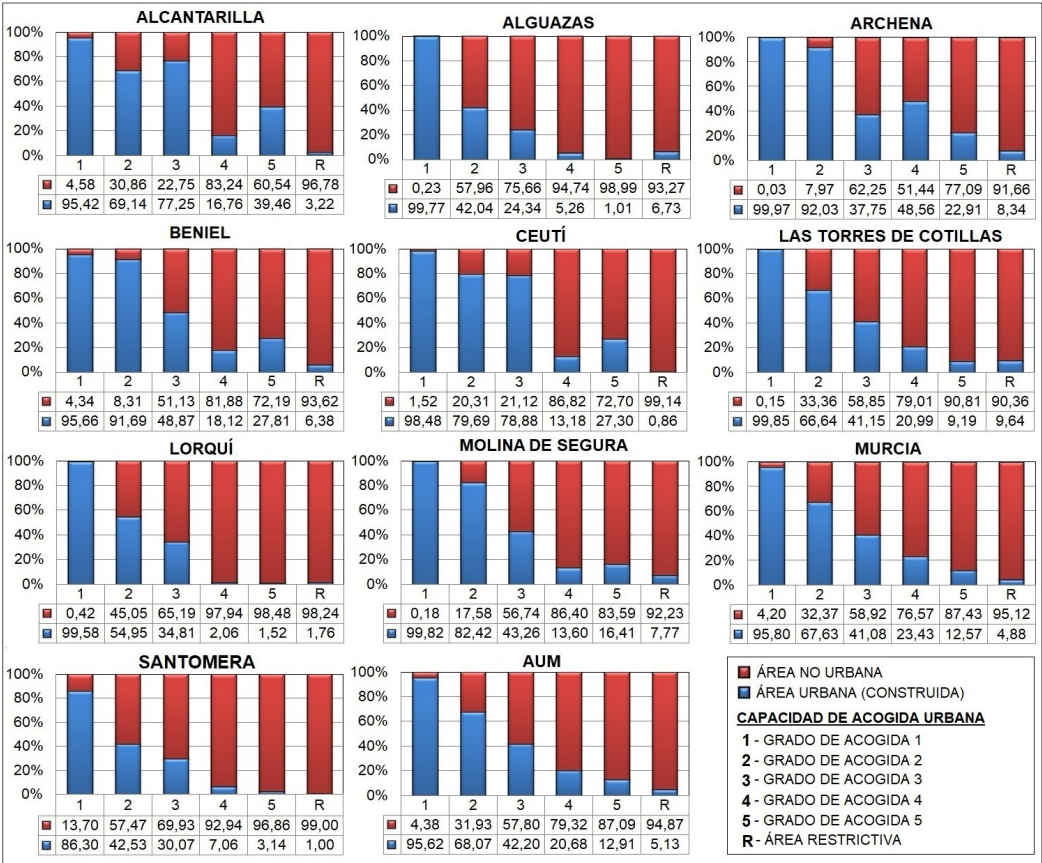 ALCANTARILLA
100%
80%
60%
40%
20%
0%
1 2 3 4 5 R
4,58 30,86 22,75 83,24 60,54 96,78
95,42 69,14 77,25 16,76 39,46 3,22
ALGUAZAS
100%
80%
60%
40%
20%
0%
1 2 3 4 5 R
0,23 57,96 75,66 94,74 98,99 93,27
99,77 42,04 24,34 5,26 1,01 6,73
ARCHENA
100%
80%
60%
40%
20%
0%
1 2 3 4 5 R
0,03 7,97 62,25 51,44 77,09 91,66
99,97 92,03 37,75 48,56 22,91 8,34
BENIEL
100%
80%
60%
40%
20%
0%
1 2 3 4 5 R
4,34 8,31 51,13 81,88 72,19 93,62
95,66 91,69 48,87 18,12 27,81 6,38
CEUTÍ
100%
80%
60%
40%
20%
0%
1 2 3 4 5 R
1,52 20,31 21,12 86,82 72,70 99,14
98,48 79,69 78,88 13,18 27,30 0,86
LAS TORRES DE COTILLAS
100%
80%
60%
40%
20%
0%
1 2 3 4 5 R
0,15 33,36 58,85 79,01 90,81 90,36
99,85 66,64 41,15 20,99 9,19 9,64
LORQUÍ
100%
80%
60%
40%
20%
0%
1 2 3 4 5 R
0,42 45,05 65,19 97,94 98,48 98,24
99,58 54,95 34,81 2,06 1,52 1,76
MOLINA DE SEGURA
100%
80%
60%
40%
20%
0%
1 2 3 4 5 R
0,18 17,58 56,74 86,40 83,59 92,23
99,82 82,42 43,26 13,60 16,41 7,77
MURCIA
100%
80%
60%
40%
20%
0%
1 2 3 4 5 R
4,20 32,37 58,92 76,57 87,43 95,12
95,80 67,63 41,08 23,43 12,57 4,88
SANTOMERA
100%
80%
60%
40%
20%
0%
1 2 3 4 5 R
13,70 57,47 69,93 92,94 96,86 99,00
86,30 42,53 30,07 7,06 3,14 1,00
AUM
100%
80%
60%
40%
20%
0%
1 2 3 4 5 R
4,38 31,93 57,80 79,32 87,09 94,87
95,62 68,07 42,20 20,68 12,91 5,13
ÁREA NO URBANA
ÁREA URBANA (CONSTRUIDA)
CAPACIDAD DE ACOGIDA URBANA
1 - GRADO DE ACOGIDA 1
2 - GRADO DE ACOGIDA 2
3 - GRADO DE ACOGIDA 3
4 - GRADO DE ACOGIDA 4
5 - GRADO DE ACOGIDA 5
R - ÁREA RESTRICTIVA